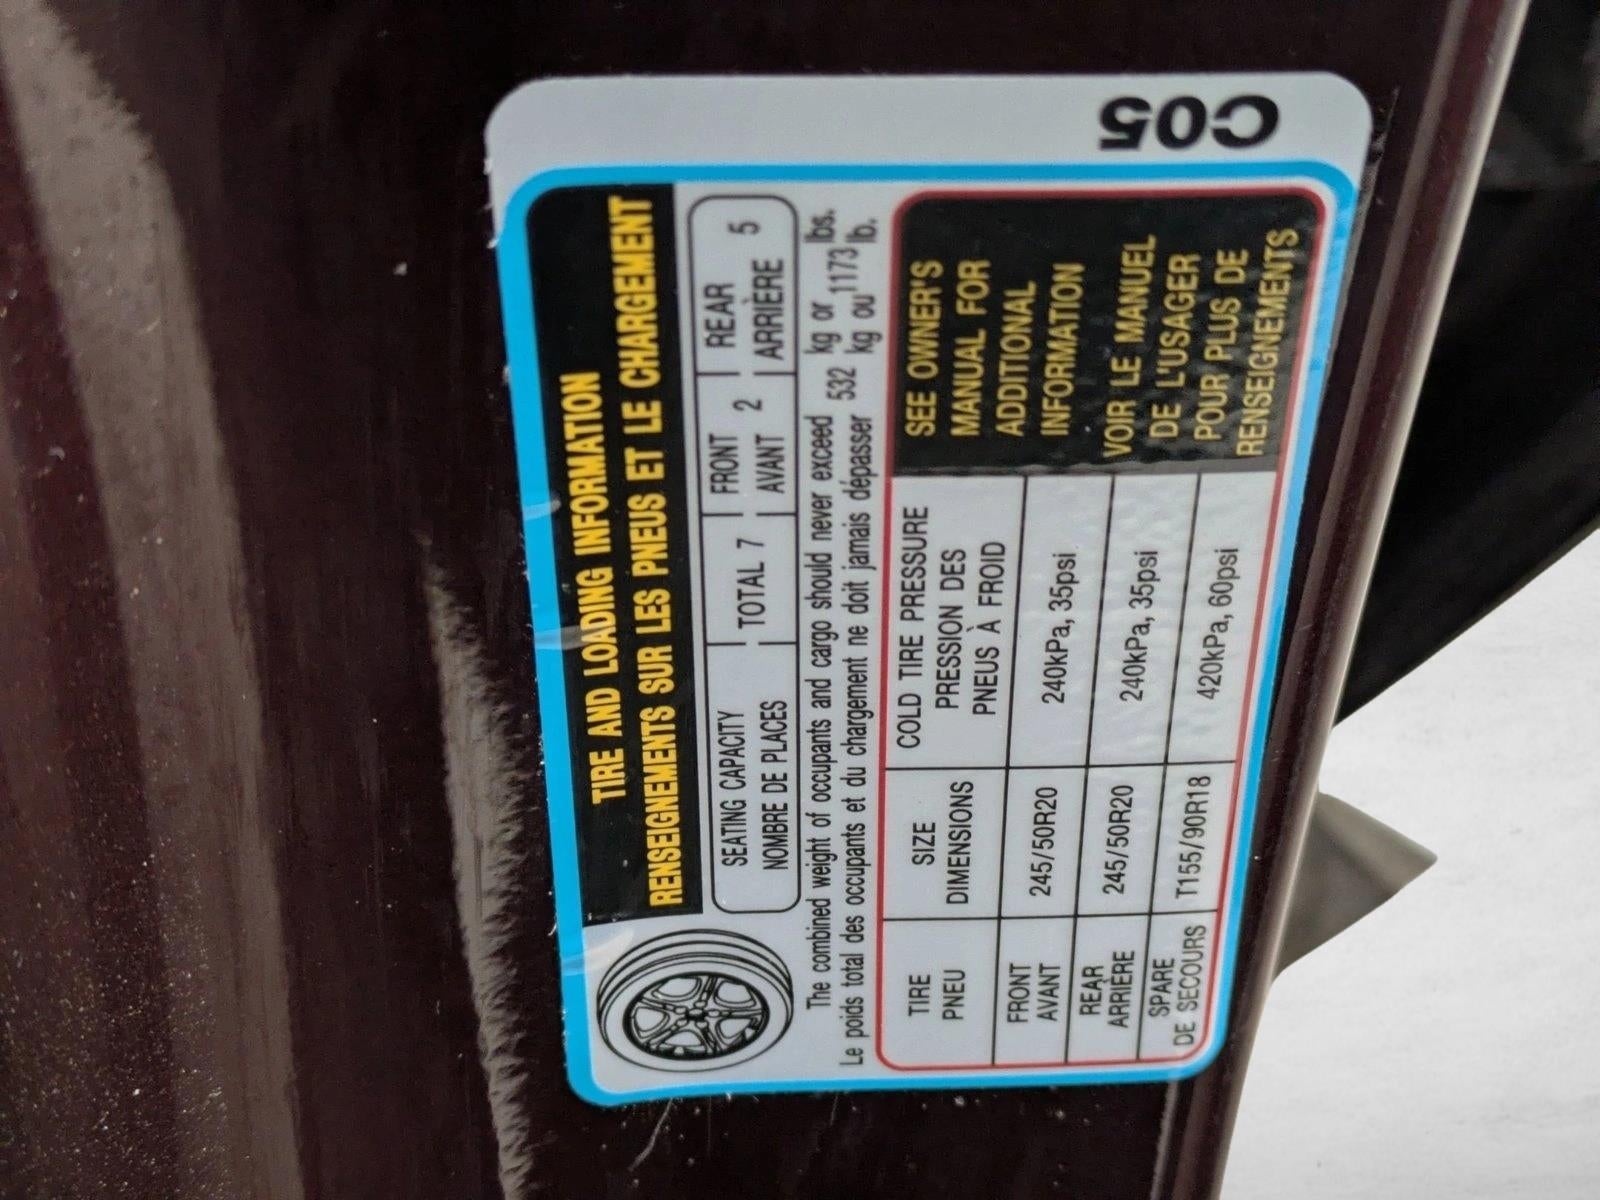 C05
TIRE AND LOADING INFORMATION
RENSEIGNEMENTS SUR LES PNEUS ET LE CHARGEMENT
SEATING CAPACITY
NOMBRE DE PLACES
TOTAL 7
FRONT
AVANT 2
REAR
ARRIÈRE 5
The combined weight of occupants and cargo should never exceed 532 kg or 1173 lbs.
Le poids total des occupants et du chargement ne doit jamais dépasser kg ou lb.
TIRE
PNEU
SIZE
DIMENSIONS
COLD TIRE PRESSURE
PRESSION DES
PNEUS À FROID
FRONT
AVANT
245/50R20
240kPa, 35psi
REAR
ARRIÈRE
245/50R20
240kPa, 35psi
SPARE
DE SECOURS
T155/90R18
420kPa, 60psi
SEE OWNER'S
MANUAL FOR
ADDITIONAL
INFORMATION
VOIR LE MANUEL
DE L'USAGER
POUR PLUS DE
RENSEIGNEMENTS